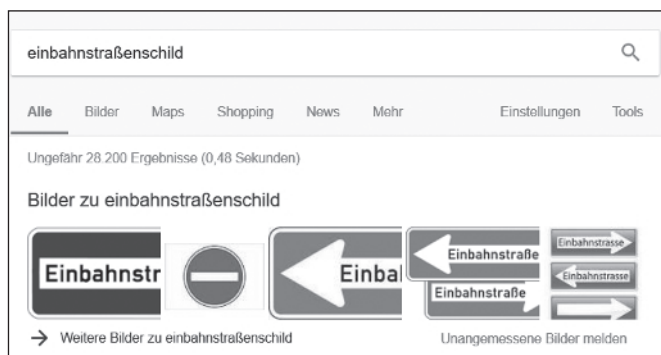 einbahnstraßenschild
Alle Bilder Maps Shopping News Mehr Einstellungen Tools
Ungefähr 28.200 Ergebnisse (0,48 Sekunden)
Bilder zu einbahnstraßenschild
Einbahnstr
Einbal
Einbahnstraße
Einbahnstraße
Einbahnstrasse
Einbahnstrasse
→ Weitere Bilder zu einbahnstraßenschild Unangemessene Bilder melden